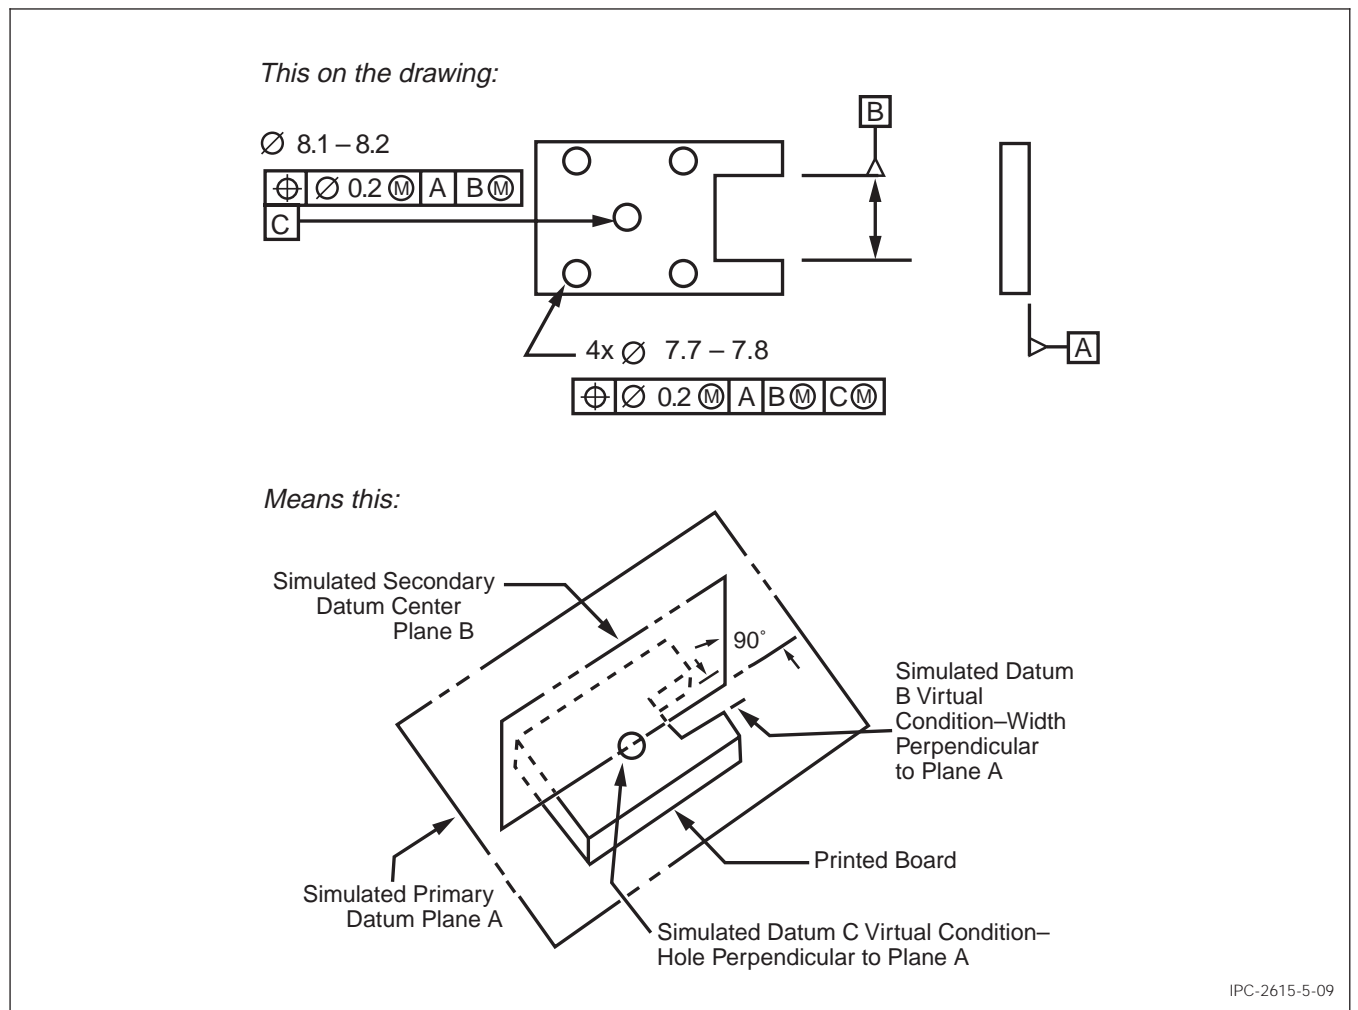 This on the drawing:
B
Ø 8.1 – 8.2
⌖ Ø 0.2 Ⓜ A B Ⓜ
C
A
4x Ø 7.7 – 7.8
⌖ Ø 0.2 Ⓜ A B Ⓜ C Ⓜ
Means this:
Simulated Secondary
Datum Center
Plane B
90˚
Simulated Datum
B Virtual
Condition–Width
Perpendicular
to Plane A
Printed Board
Simulated Primary
Datum Plane A
Simulated Datum C Virtual Condition–
Hole Perpendicular to Plane A
IPC-2615-5-09